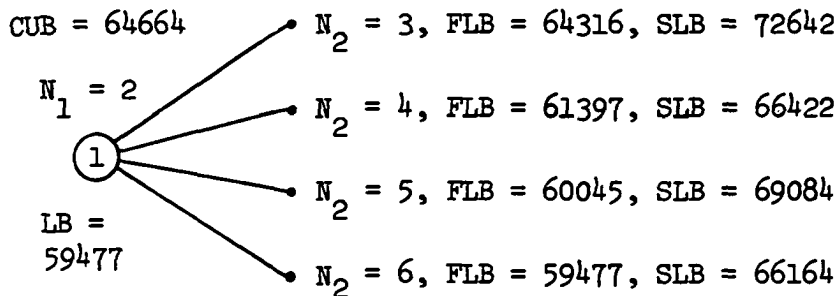 CUB = 64664
N₁ = 2
1
LB =
59477
N₂ = 3, FLB = 64316, SLB = 72642
N₂ = 4, FLB = 61397, SLB = 66422
N₂ = 5, FLB = 60045, SLB = 69084
N₂ = 6, FLB = 59477, SLB = 66164